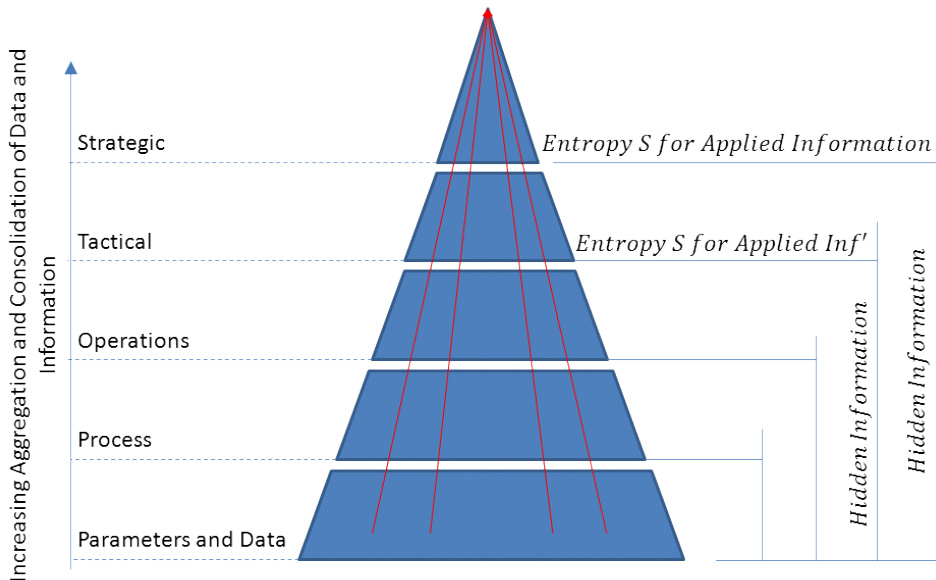 Increasing Aggregation and Consolidation of Data and
Information
Strategic
Entropy S for Applied Information
Tactical
Entropy S for Applied Inf'
Operations
Process
Parameters and Data
Hidden Information
Hidden Information